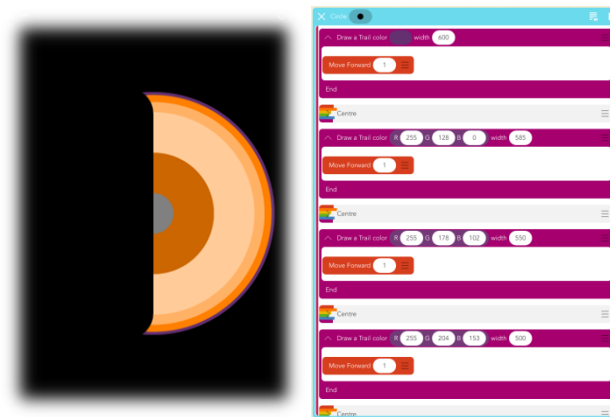 Circle
Draw a Trail color width 600
Move Forward 1
End
Centre
Draw a Trail color R 255 G 128 B 0 width 585
Move Forward 1
End
Centre
Draw a Trail color R 255 G 178 B 102 width 550
Move Forward 1
End
Centre
Draw a Trail color R 255 G 204 B 153 width 500
Move Forward 1
End
Centre